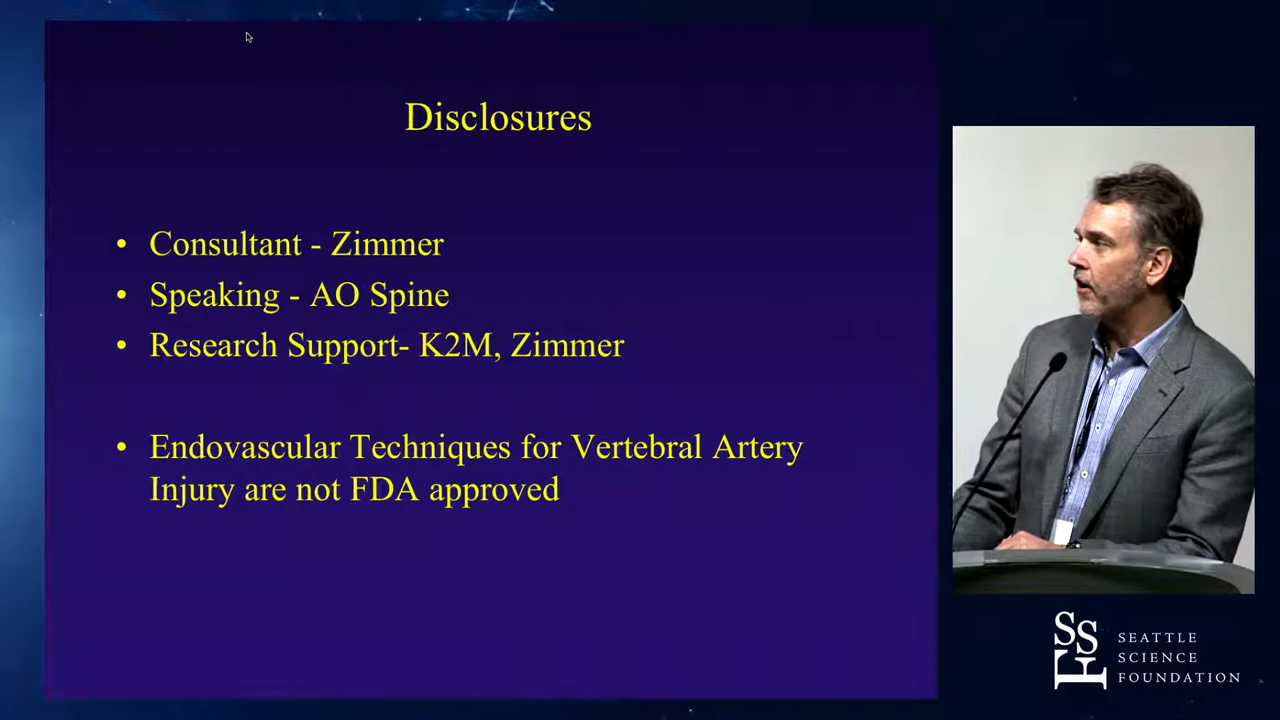 Disclosures
• Consultant - Zimmer
• Speaking - AO Spine
• Research Support- K2M, Zimmer
• Endovascular Techniques for Vertebral Artery
Injury are not FDA approved
SSF
SEATTLE
SCIENCE
FOUNDATION